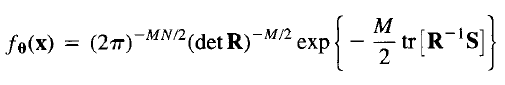 f_θ(x) = (2π)^{-MN/2} (det R)^{-M/2} exp{ - M/2 tr[R^{-1}S] }